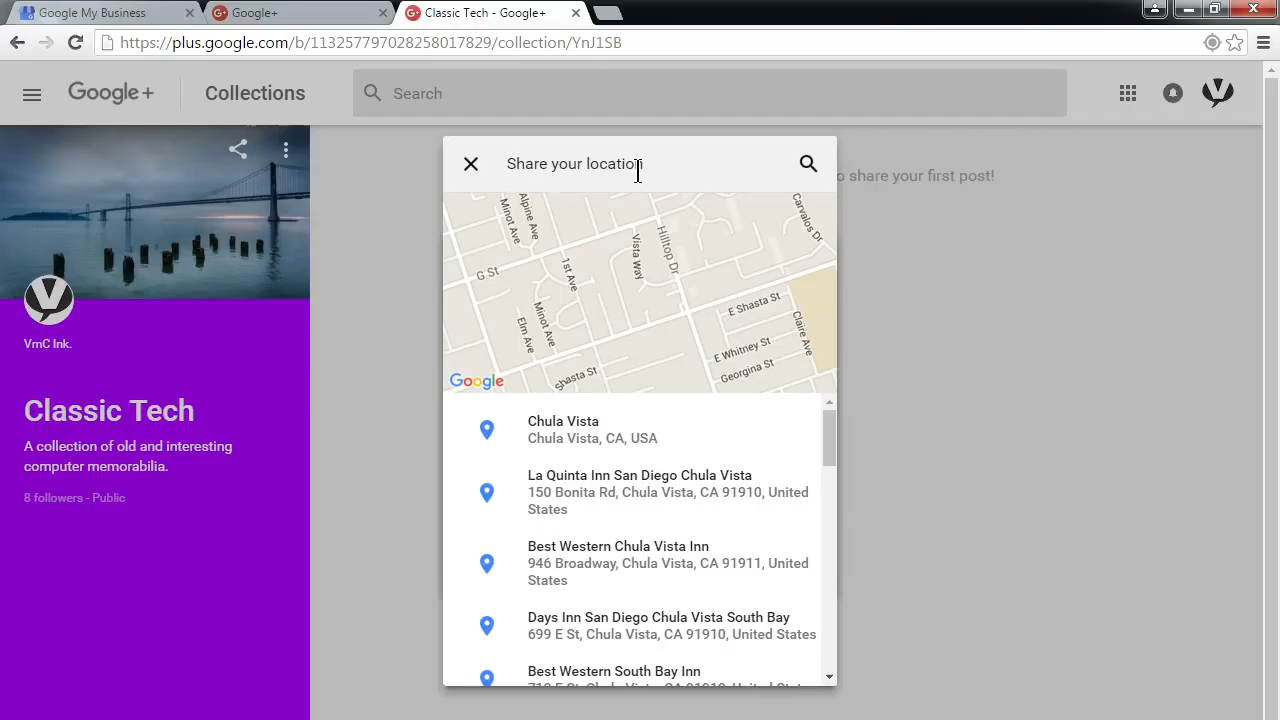 Google My Business
Google+
Classic Tech - Google+
https://plus.google.com/b/113257797028258017829/collection/YnJ1SB
Google+
Collections
Search
Share your location
o share your first post!
Minot Ave
Alpine Ave
Carvalos Dr
Vista Way
Hilltop Dr
G St
1st Ave
E Shasta St
Minot Ave
Elm Ave
Claire Ave
E Whitney St
Georgina St
Shasta St
Google
VmC Ink.
Classic Tech
A collection of old and interesting
computer memorabilia.
8 followers - Public
Chula Vista
Chula Vista, CA, USA
La Quinta Inn San Diego Chula Vista
150 Bonita Rd, Chula Vista, CA 91910, United
States
Best Western Chula Vista Inn
946 Broadway, Chula Vista, CA 91911, United
States
Days Inn San Diego Chula Vista South Bay
699 E St, Chula Vista, CA 91910, United States
Best Western South Bay Inn